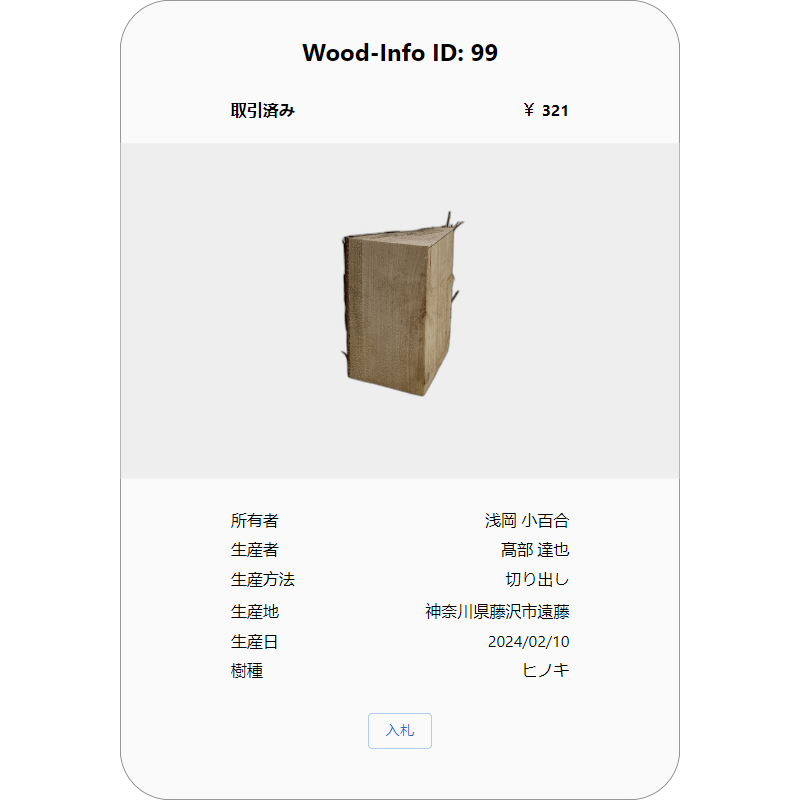 Wood-Info ID: 99
取引済み ¥ 321
所有者 浅岡 小百合
生産者 髙部 達也
生産方法 切り出し
生産地 神奈川県藤沢市遠藤
生産日 2024/02/10
樹種 ヒノキ
入札